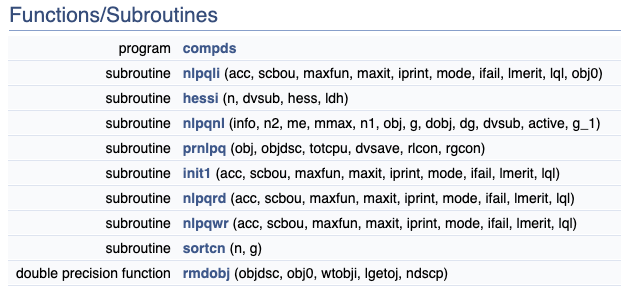 Functions/Subroutines
program compds
subroutine nlpqli (acc, scbou, maxfun, maxit, iprint, mode, ifail, lmerit, lql, obj0)
subroutine hessi (n, dvsub, hess, ldh)
subroutine nlpqnl (info, n2, me, mmax, n1, obj, g, dobj, dg, dvsub, active, g_1)
subroutine prnlpq (obj, objdsc, totcpu, dvsave, rlcon, rgcon)
subroutine init1 (acc, scbou, maxfun, maxit, iprint, mode, ifail, lmerit, lql)
subroutine nlpqrd (acc, scbou, maxfun, maxit, iprint, mode, ifail, lmerit, lql)
subroutine nlpqwr (acc, scbou, maxfun, maxit, iprint, mode, ifail, lmerit, lql)
subroutine sortcn (n, g)
double precision function rmdobj (objdsc, obj0, wtobji, lgetoj, ndscp)